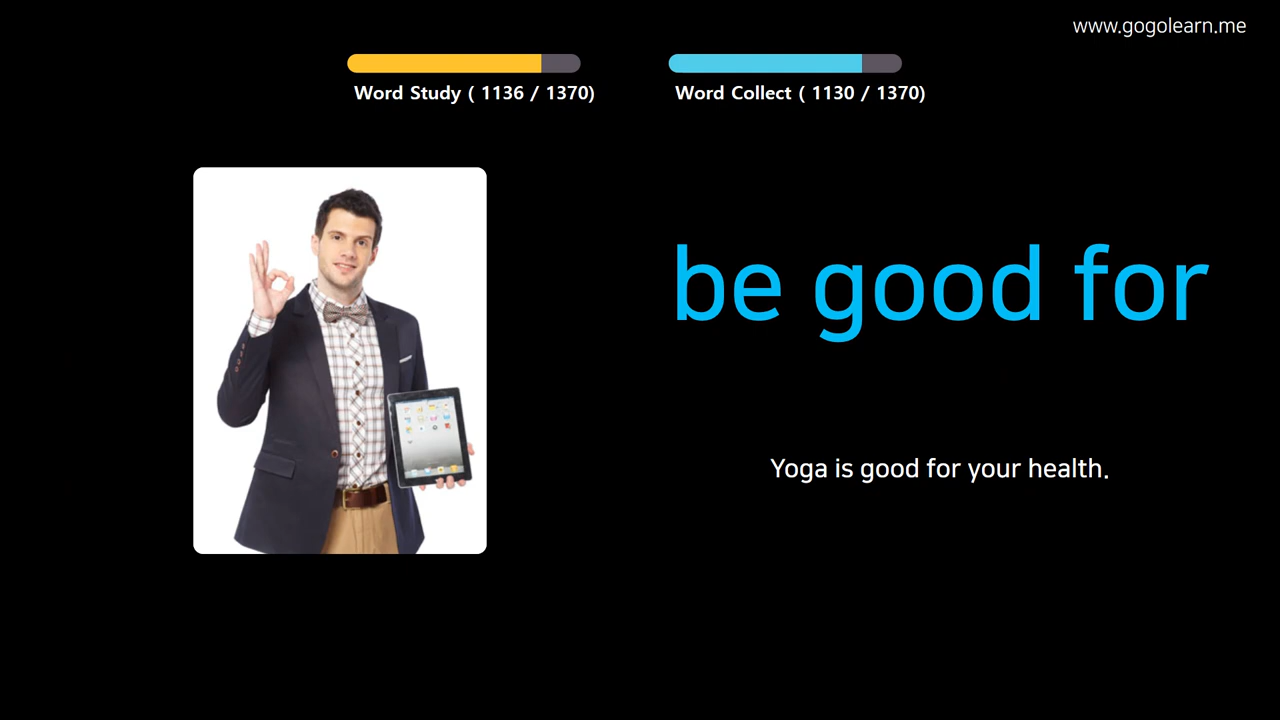 www.gogolearn.me
Word Study ( 1136 / 1370)
Word Collect ( 1130 / 1370)
be good for
Yoga is good for your health.